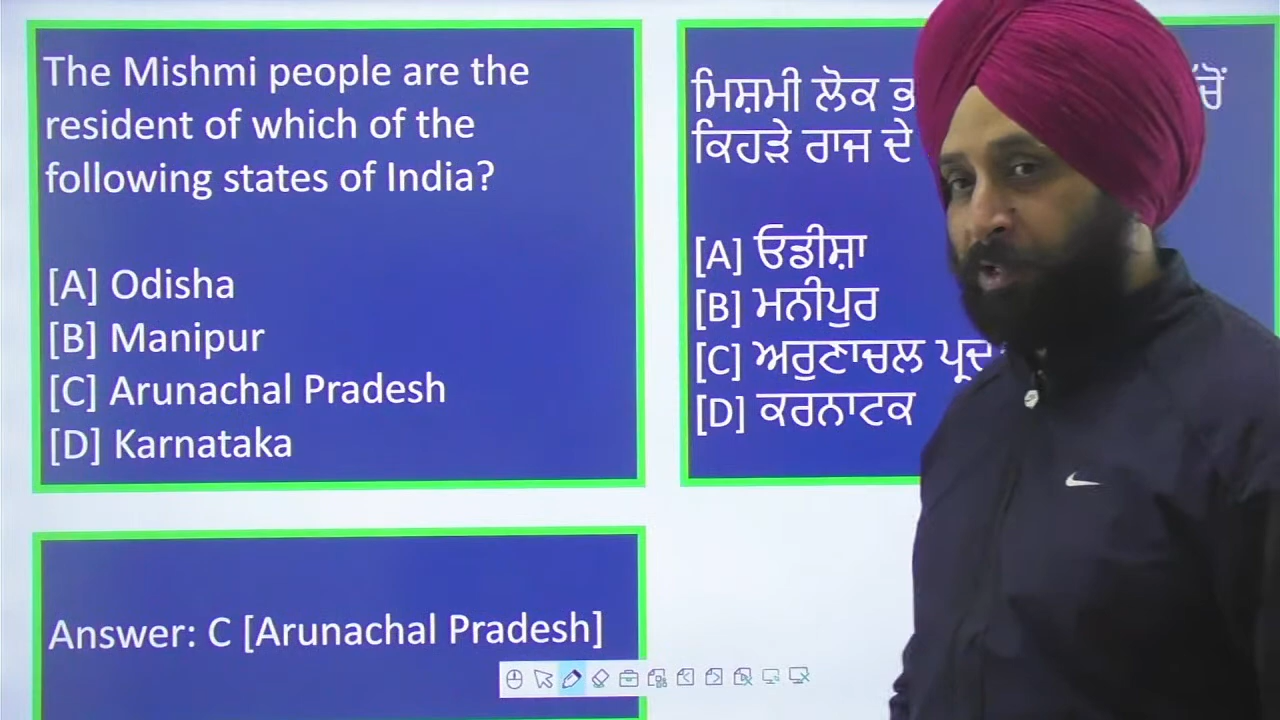 The Mishmi people are the
resident of which of the
following states of India?
[A] Odisha
[B] Manipur
[C] Arunachal Pradesh
[D] Karnataka
ਮਿਸ਼ਮੀ ਲੋਕ
ਕਿਹੜੇ ਰਾਜ ਦੇ
[A] ਓਡੀਸ਼ਾ
[B] ਮਨੀਪੁਰ
[C] ਅਰੁਣਾਚਲ
[D] ਕਰਨਾਟਕ
Answer: C [Arunachal Pradesh]